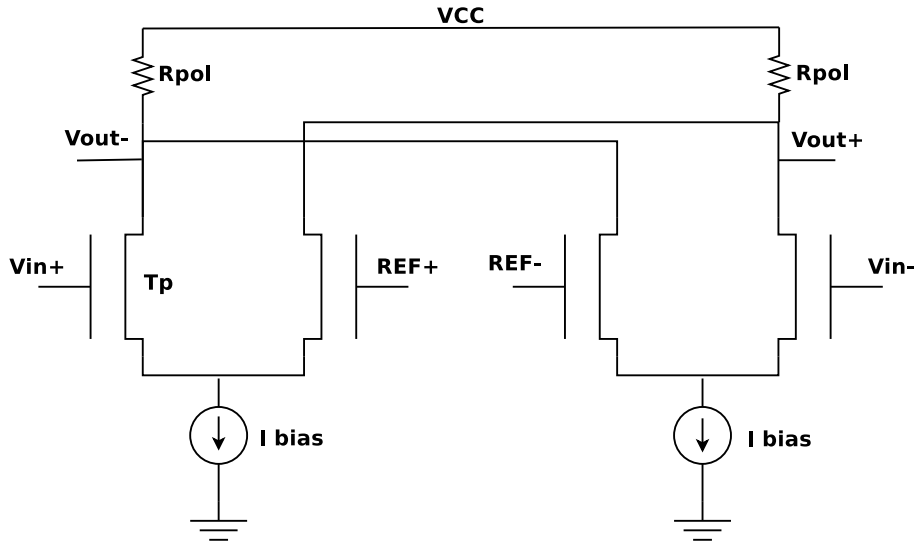 VCC
Rpol
Rpol
Vout-
Vout+
Vin+
Tp
REF+
REF-
Vin-
I bias
I bias